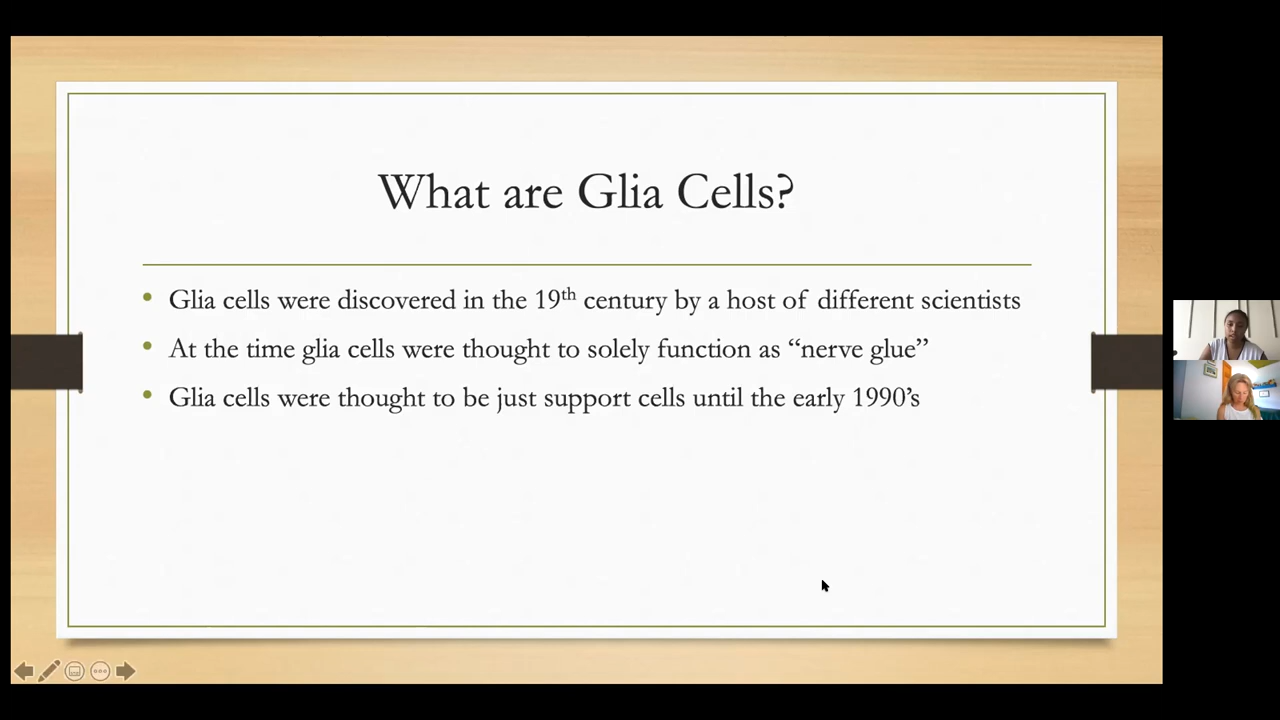 What are Glia Cells?
• Glia cells were discovered in the 19th century by a host of different scientists
• At the time glia cells were thought to solely function as “nerve glue”
• Glia cells were thought to be just support cells until the early 1990’s